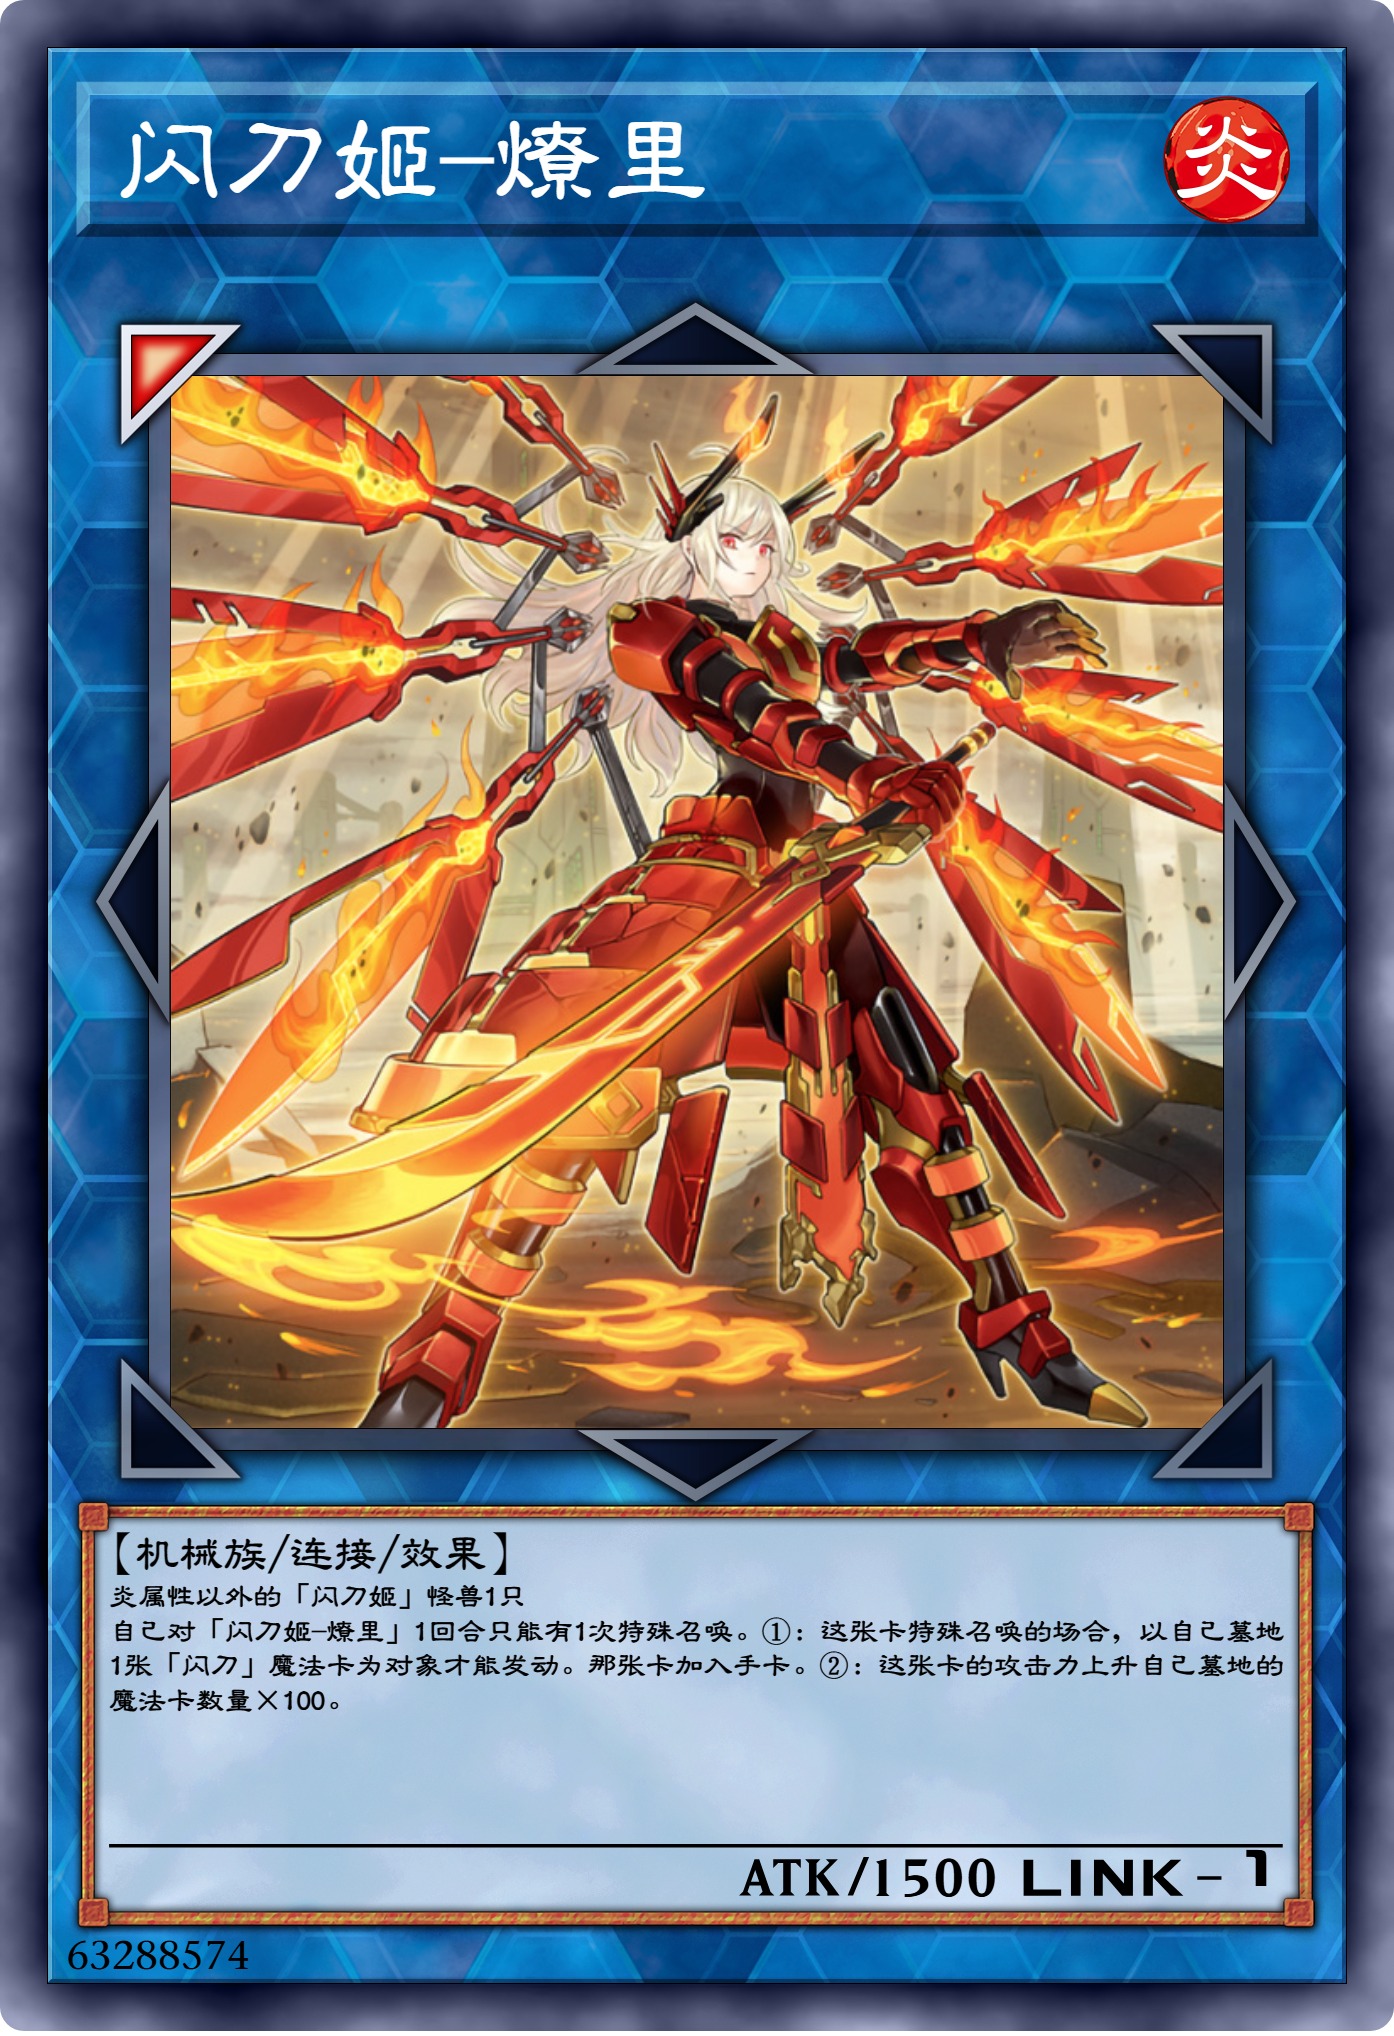 闪刀姬-燎里
炎
【机械族/连接/效果】
炎属性以外的「闪刀姬」怪兽1只
自己对「闪刀姬-燎里」1回合只能有1次特殊召唤。①：这张卡特殊召唤的场合，以自己墓地
1张「闪刀」魔法卡为对象才能发动。那张卡加入手卡。②：这张卡的攻击力上升自己墓地的
魔法卡数量×100。
ATK/1500 LINK-1
63288574